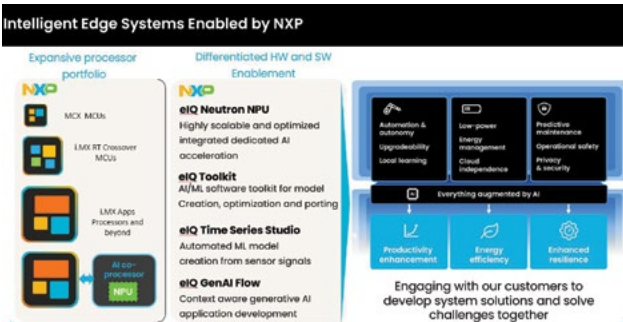 Intelligent Edge Systems Enabled by NXP
Expansive processor
portfolio
NXP
MCX MCUs
i.MX RT Crossover
MCUs
i.MX Apps
Processors and
beyond
AI co-
processor
NPU
Differentiated HW and SW
Enablement
NXP
eIQ Neutron NPU
Highly scalable and optimized
integrated dedicated AI
acceleration
eIQ Toolkit
AI/ML software toolkit for model
Creation, optimization and porting
eIQ Time Series Studio
Automated ML model
creation from sensor signals
eIQ GenAI Flow
Context aware generative AI
application development
Automation &
autonomy
Upgradeability
Local learning
Low-power
Energy
management
Cloud
independence
Predictive
maintenance
Operational safety
Privacy
& security
Everything augmented by AI
Productivity
enhancement
Energy
efficiency
Enhanced
resilience
Engaging with our customers to
develop system solutions and solve
challenges together